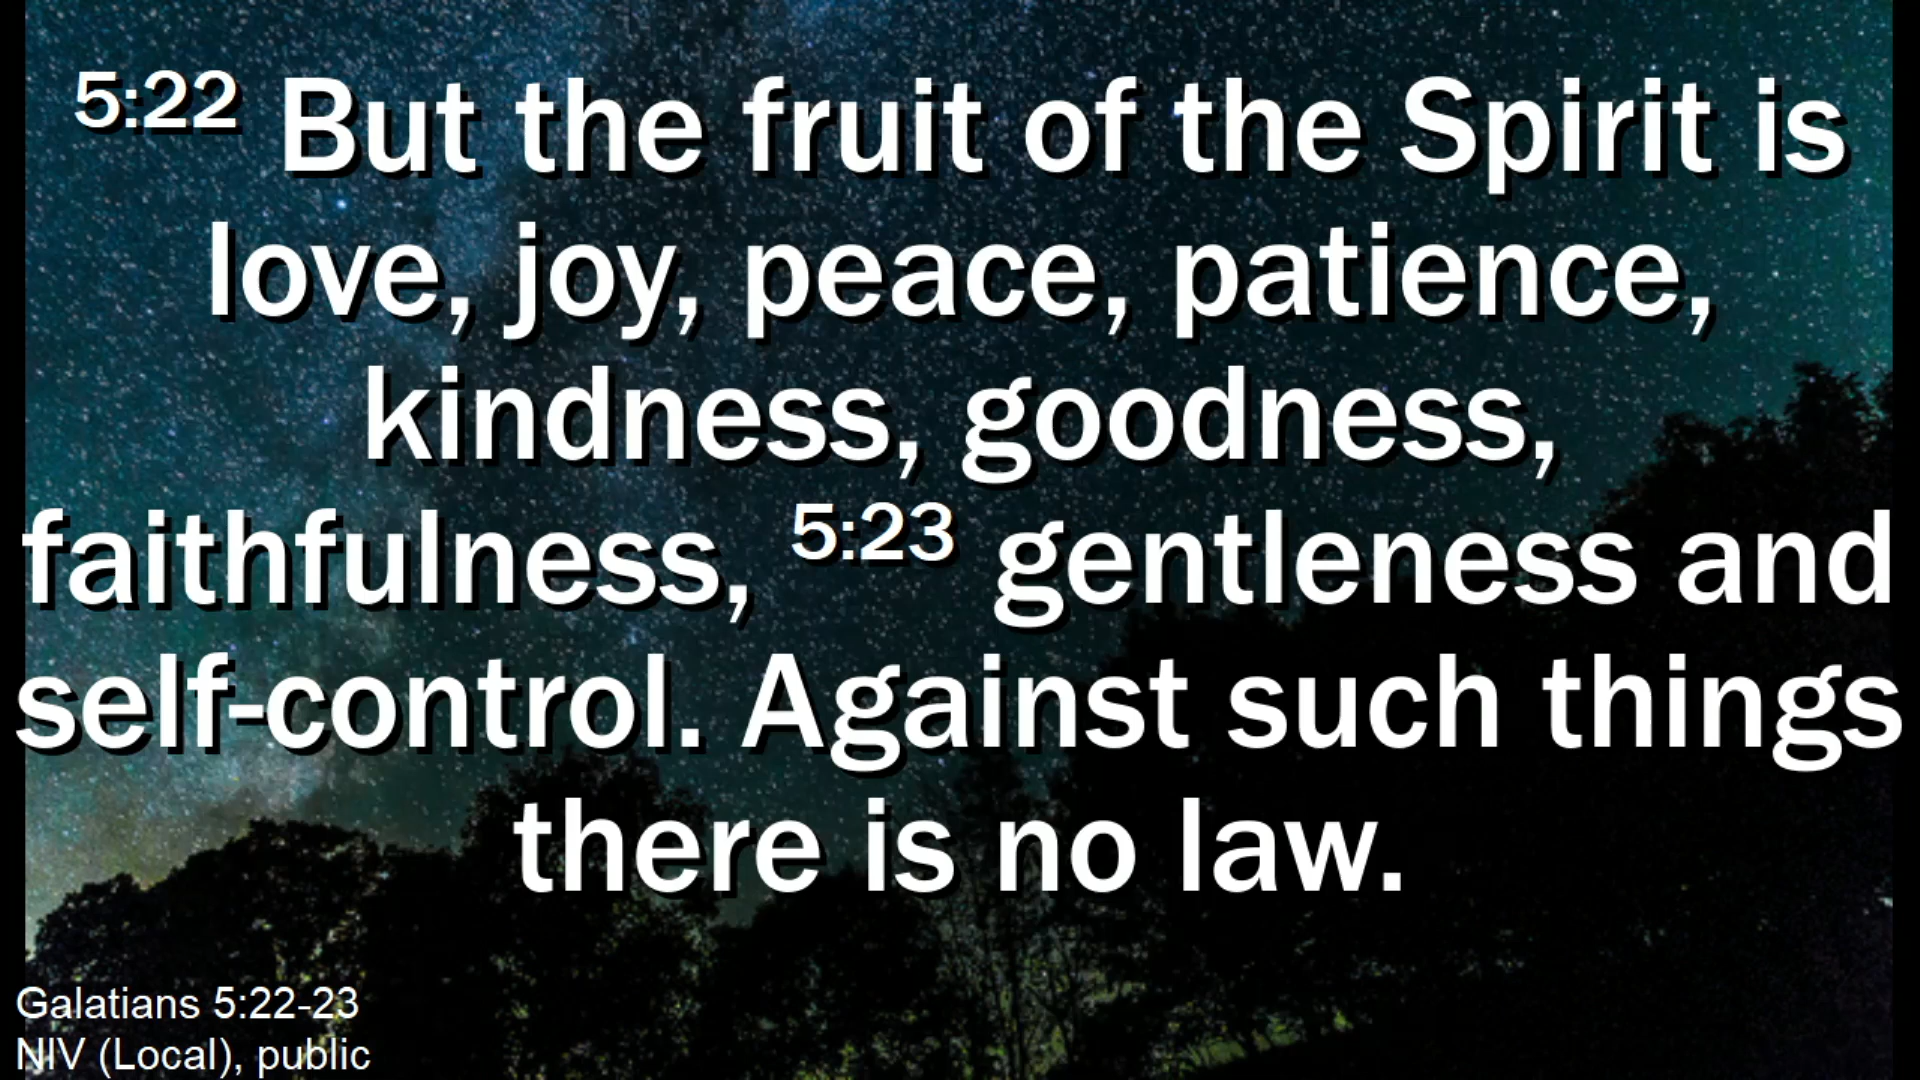 5:22 But the fruit of the Spirit is
love, joy, peace, patience,
kindness, goodness,
faithfulness, 5:23 gentleness and
self-control. Against such things
there is no law.
Galatians 5:22-23
NIV (Local), public